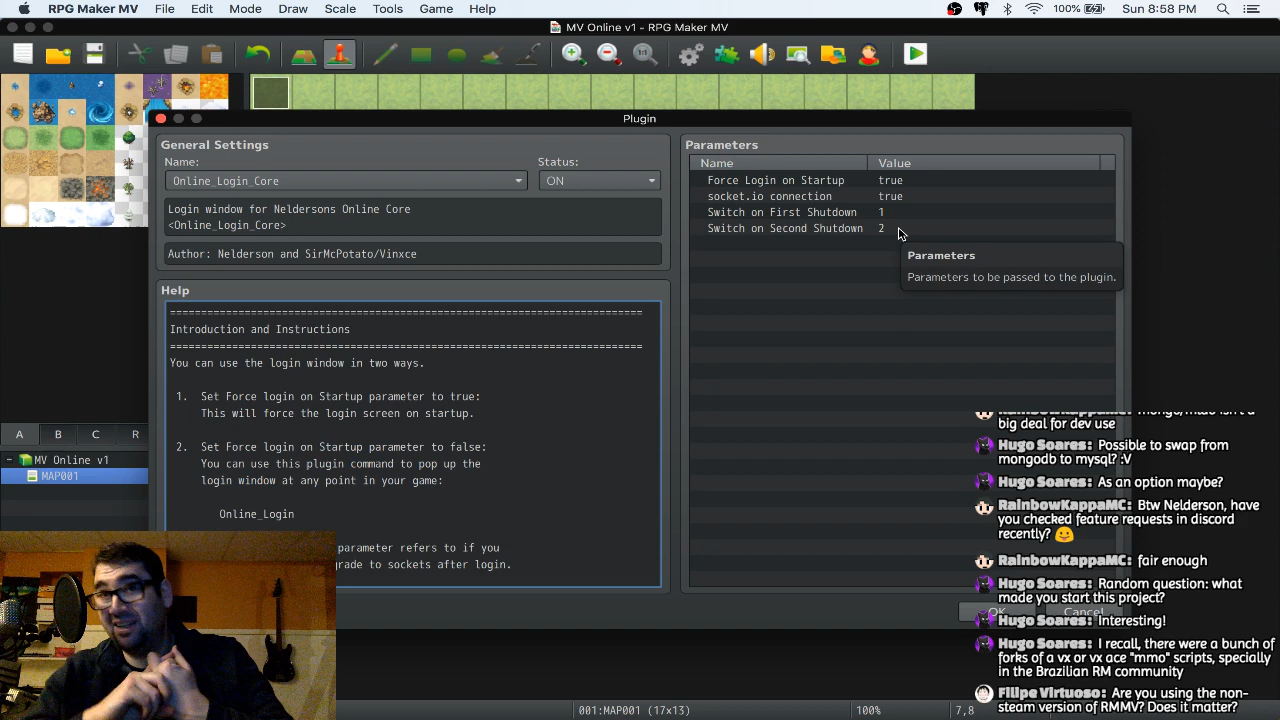 RPG Maker MV File Edit Mode Draw Scale Tools Game Help 100% Sun 8:58 PM
MV Online v1 - RPG Maker MV
Plugin
General Settings
Name:
Status:
Online_Login_Core
ON
Login window for Neldersons Online Core
<Online_Login_Core>
Author: Nelderson and SirMcPotato/Vinxce
Help
Introduction and Instructions
You can use the login window in two ways.
1. Set Force login on Startup parameter to true:
This will force the login screen on startup.
2. Set Force login on Startup parameter to false:
You can use this plugin command to pop up the
login window at any point in your game:
Online_Login
parameter refers to if you
grade to sockets after login.
Parameters
Name Value
Force Login on Startup true
socket.io connection true
Switch on First Shutdown 1
Switch on Second Shutdown 2
Parameters
Parameters to be passed to the plugin.
OK
Cancel
A B C R
MV Online v1
MAP001
RainbowKappaMC: mongo/mlab isn't a
big deal for dev use
Hugo Soares: Possible to swap from
mongodb to mysql? :V
Hugo Soares: As an option maybe?
RainbowKappaMC: Btw Nelderson, have
you checked feature requests in discord
recently?
RainbowKappaMC: fair enough
Hugo Soares: Random question: what
made you start this project?
Hugo Soares: Interesting!
Hugo Soares: I recall, there were a bunch of
forks of a vx or vx ace "mmo" scripts, specially
in the Brazilian RM community
Filipe Virtuoso: Are you using the non-
steam version of RMMV? Does it matter?
001:MAP001 (17x13) 100% 7,8